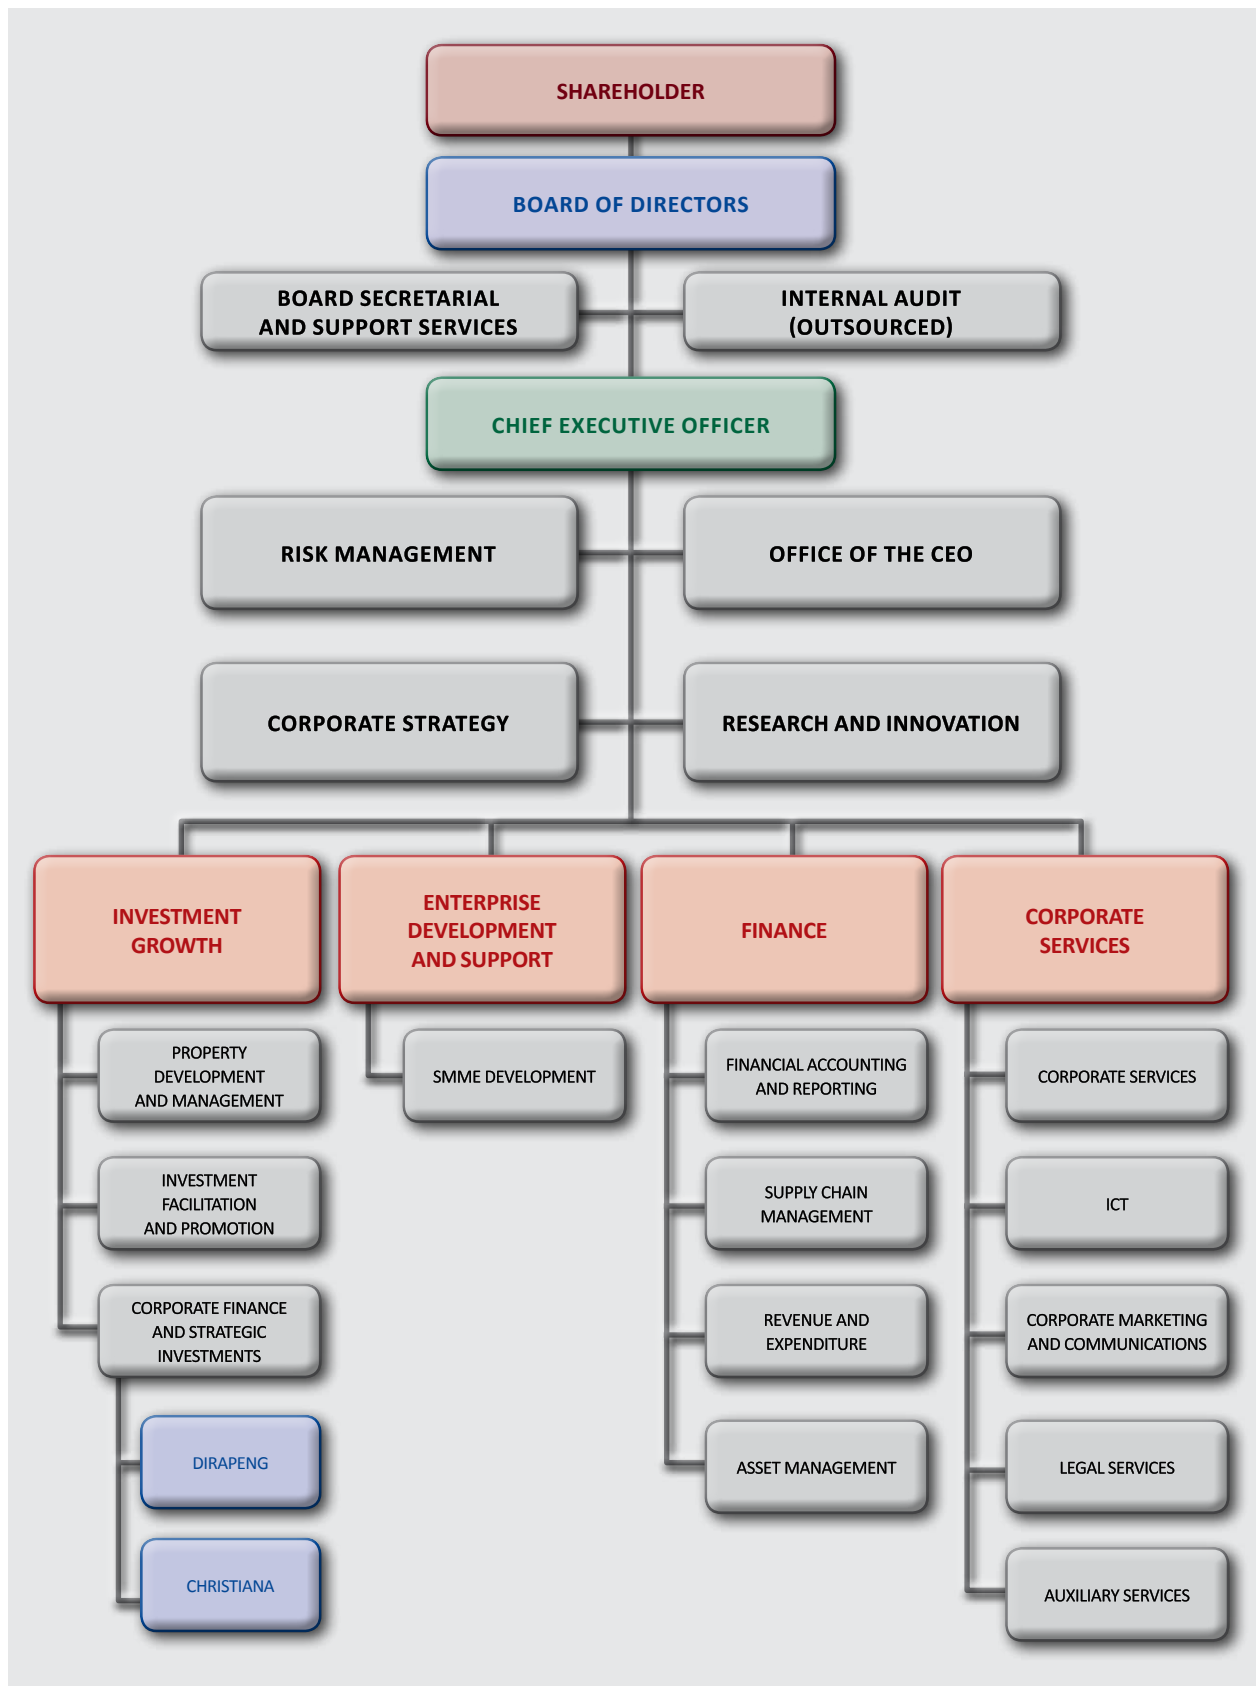 SHAREHOLDER
BOARD OF DIRECTORS
BOARD SECRETARIAL
AND SUPPORT SERVICES
INTERNAL AUDIT
(OUTSOURCED)
CHIEF EXECUTIVE OFFICER
RISK MANAGEMENT
OFFICE OF THE CEO
CORPORATE STRATEGY
RESEARCH AND INNOVATION
INVESTMENT
GROWTH
ENTERPRISE
DEVELOPMENT
AND SUPPORT
FINANCE
CORPORATE
SERVICES
PROPERTY
DEVELOPMENT
AND MANAGEMENT
INVESTMENT
FACILITATION
AND PROMOTION
CORPORATE FINANCE
AND STRATEGIC
INVESTMENTS
DIRAPENG
CHRISTIANA
SMME DEVELOPMENT
FINANCIAL ACCOUNTING
AND REPORTING
SUPPLY CHAIN
MANAGEMENT
REVENUE AND
EXPENDITURE
ASSET MANAGEMENT
CORPORATE SERVICES
ICT
CORPORATE MARKETING
AND COMMUNICATIONS
LEGAL SERVICES
AUXILIARY SERVICES